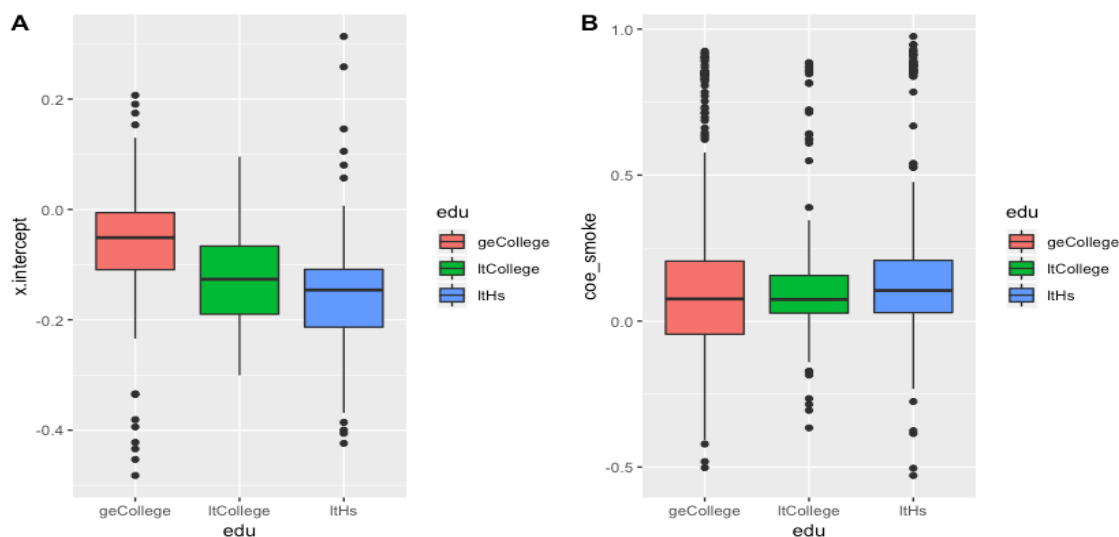 A
x.intercept
0.2
0.0
-0.2
-0.4
geCollege
ltCollege
ltHs
edu
edu
geCollege
ltCollege
ltHs
B
coe_smoke
1.0
0.5
0.0
-0.5
geCollege
ltCollege
ltHs
edu
edu
geCollege
ltCollege
ltHs